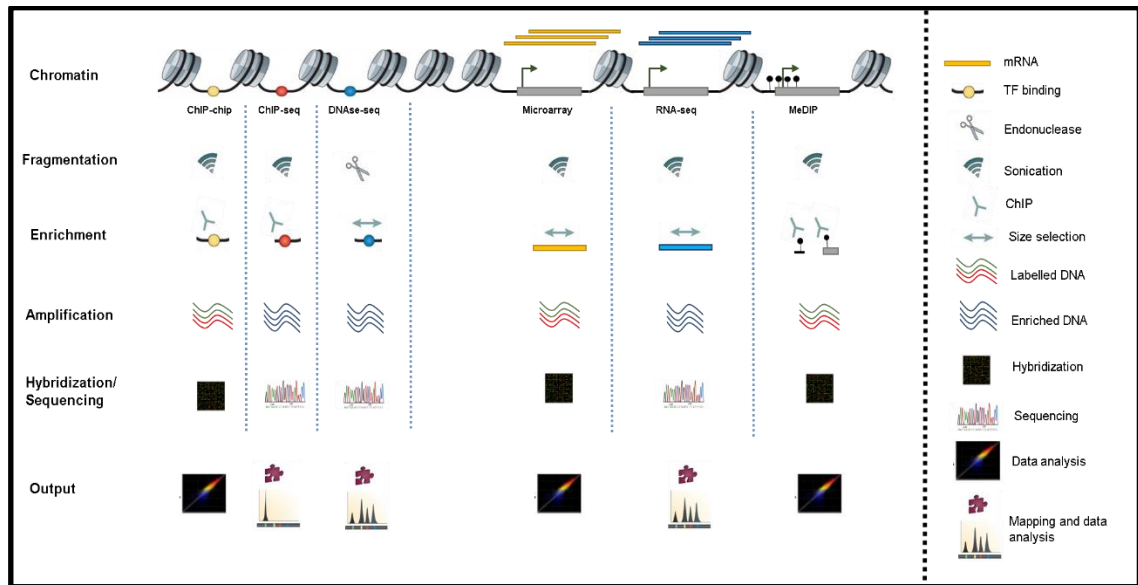 Chromatin
ChIP-chip
ChIP-seq
DNAse-seq
Microarray
RNA-seq
MeDIP
Fragmentation
Enrichment
Amplification
Hybridization/
Sequencing
Output
mRNA
TF binding
Endonuclease
Sonication
ChIP
Size selection
Labelled DNA
Enriched DNA
Hybridization
Sequencing
Data analysis
Mapping and data
analysis